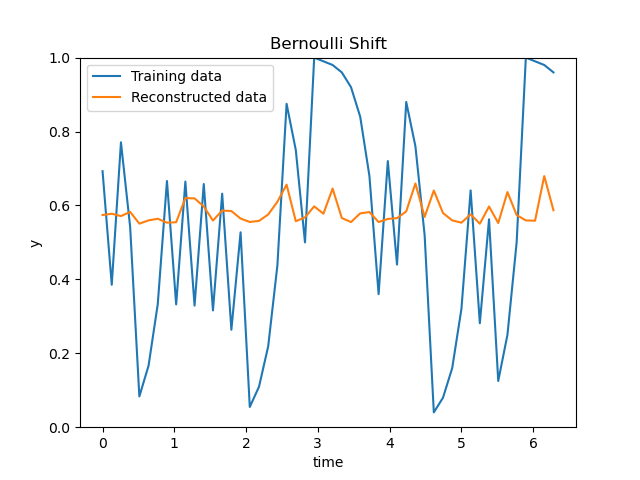 Bernoulli Shift
Training data
Reconstructed data
1.0
0.8
0.6
0.4
0.2
0.0
y
0 1 2 3 4 5 6
time